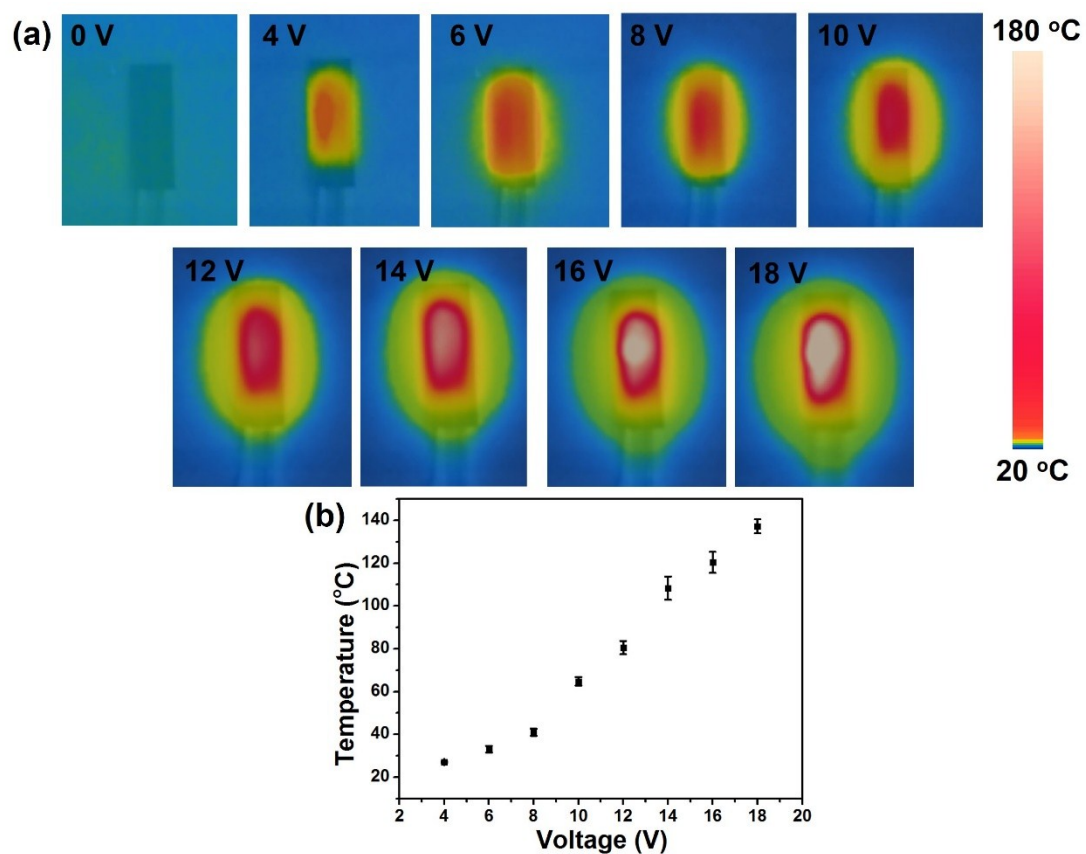 (a)
0 V
4 V
6 V
8 V
10 V
180 °C
12 V
14 V
16 V
18 V
20 °C
(b)
Temperature (°C)
140
120
100
80
60
40
20
2 4 6 8 10 12 14 16 18 20
Voltage (V)